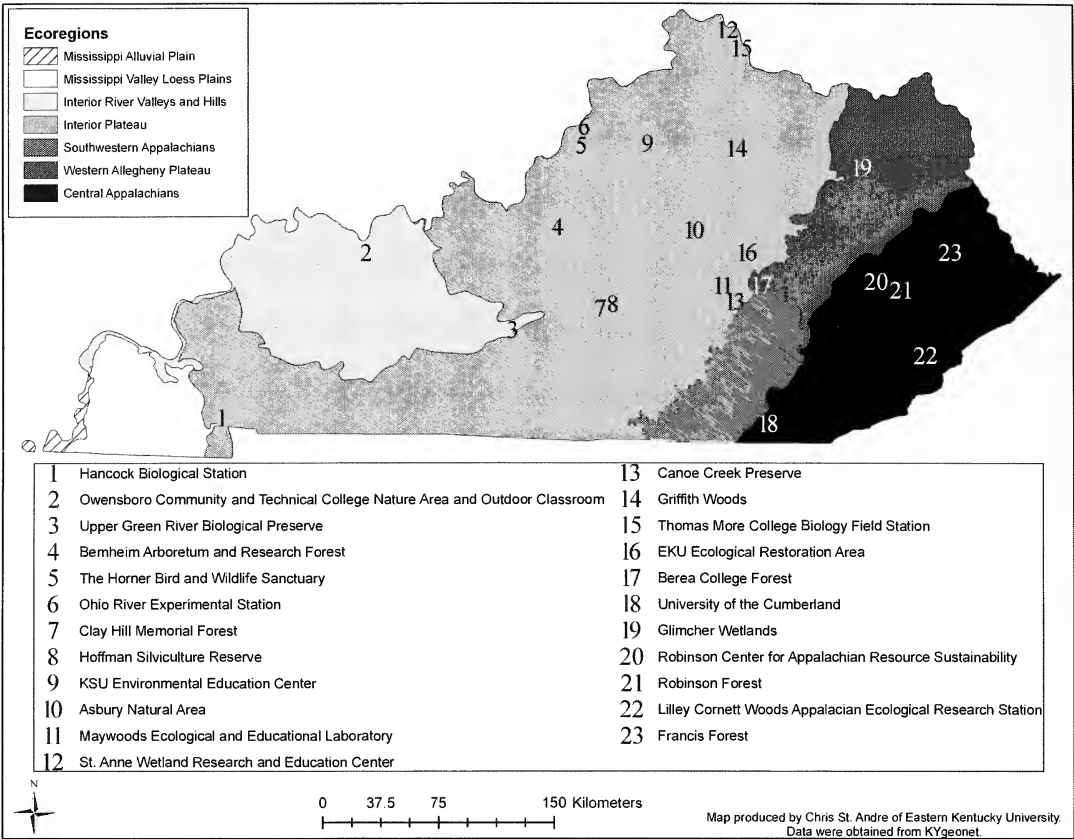 Ecoregions
Mississippi Alluvial Plain
Mississippi Valley Loess Plains
Interior River Valleys and Hills
Interior Plateau
Southwestern Appalachians
Western Allegheny Plateau
Central Appalachians
12
15
6
5
9
14
19
4
10
2
16
23
11
17
20
21
13
7
8
3
22
1
18
1 Hancock Biological Station
2 Owensboro Community and Technical College Nature Area and Outdoor Classroom
3 Upper Green River Biological Preserve
4 Bernheim Arboretum and Research Forest
5 The Horner Bird and Wildlife Sanctuary
6 Ohio River Experimental Station
7 Clay Hill Memorial Forest
8 Hoffman Silviculture Reserve
9 KSU Environmental Education Center
10 Asbury Natural Area
11 Maywoods Ecological and Educational Laboratory
12 St. Anne Wetland Research and Education Center
13 Canoe Creek Preserve
14 Griffith Woods
15 Thomas More College Biology Field Station
16 EKU Ecological Restoration Area
17 Berea College Forest
18 University of the Cumberland
19 Glimcher Wetlands
20 Robinson Center for Appalachian Resource Sustainability
21 Robinson Forest
22 Lilley Cornett Woods Appalacian Ecological Research Station
23 Francis Forest
N
0 37.5 75 150 Kilometers
Map produced by Chris St. Andre of Eastern Kentucky University.
Data were obtained from KYgeonet.